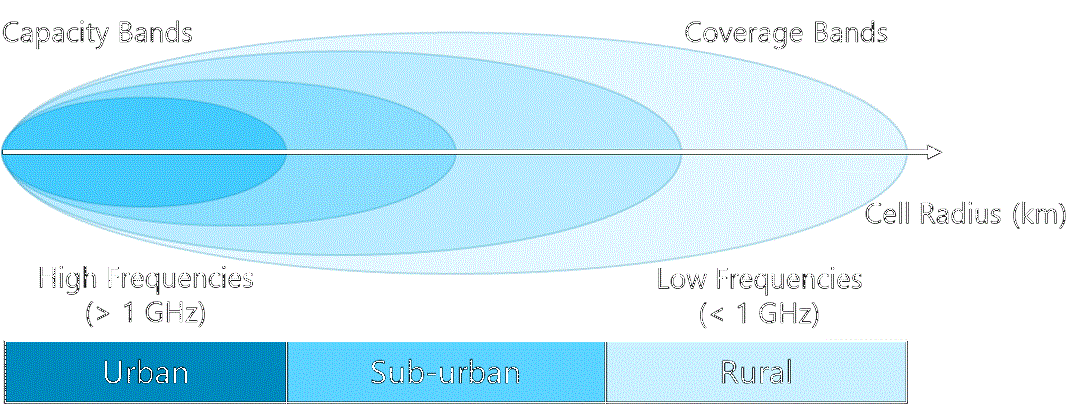 Capacity Bands
Coverage Bands
Cell Radius (km)
High Frequencies
(> 1 GHz)
Low Frequencies
(< 1 GHz)
Urban
Sub-urban
Rural